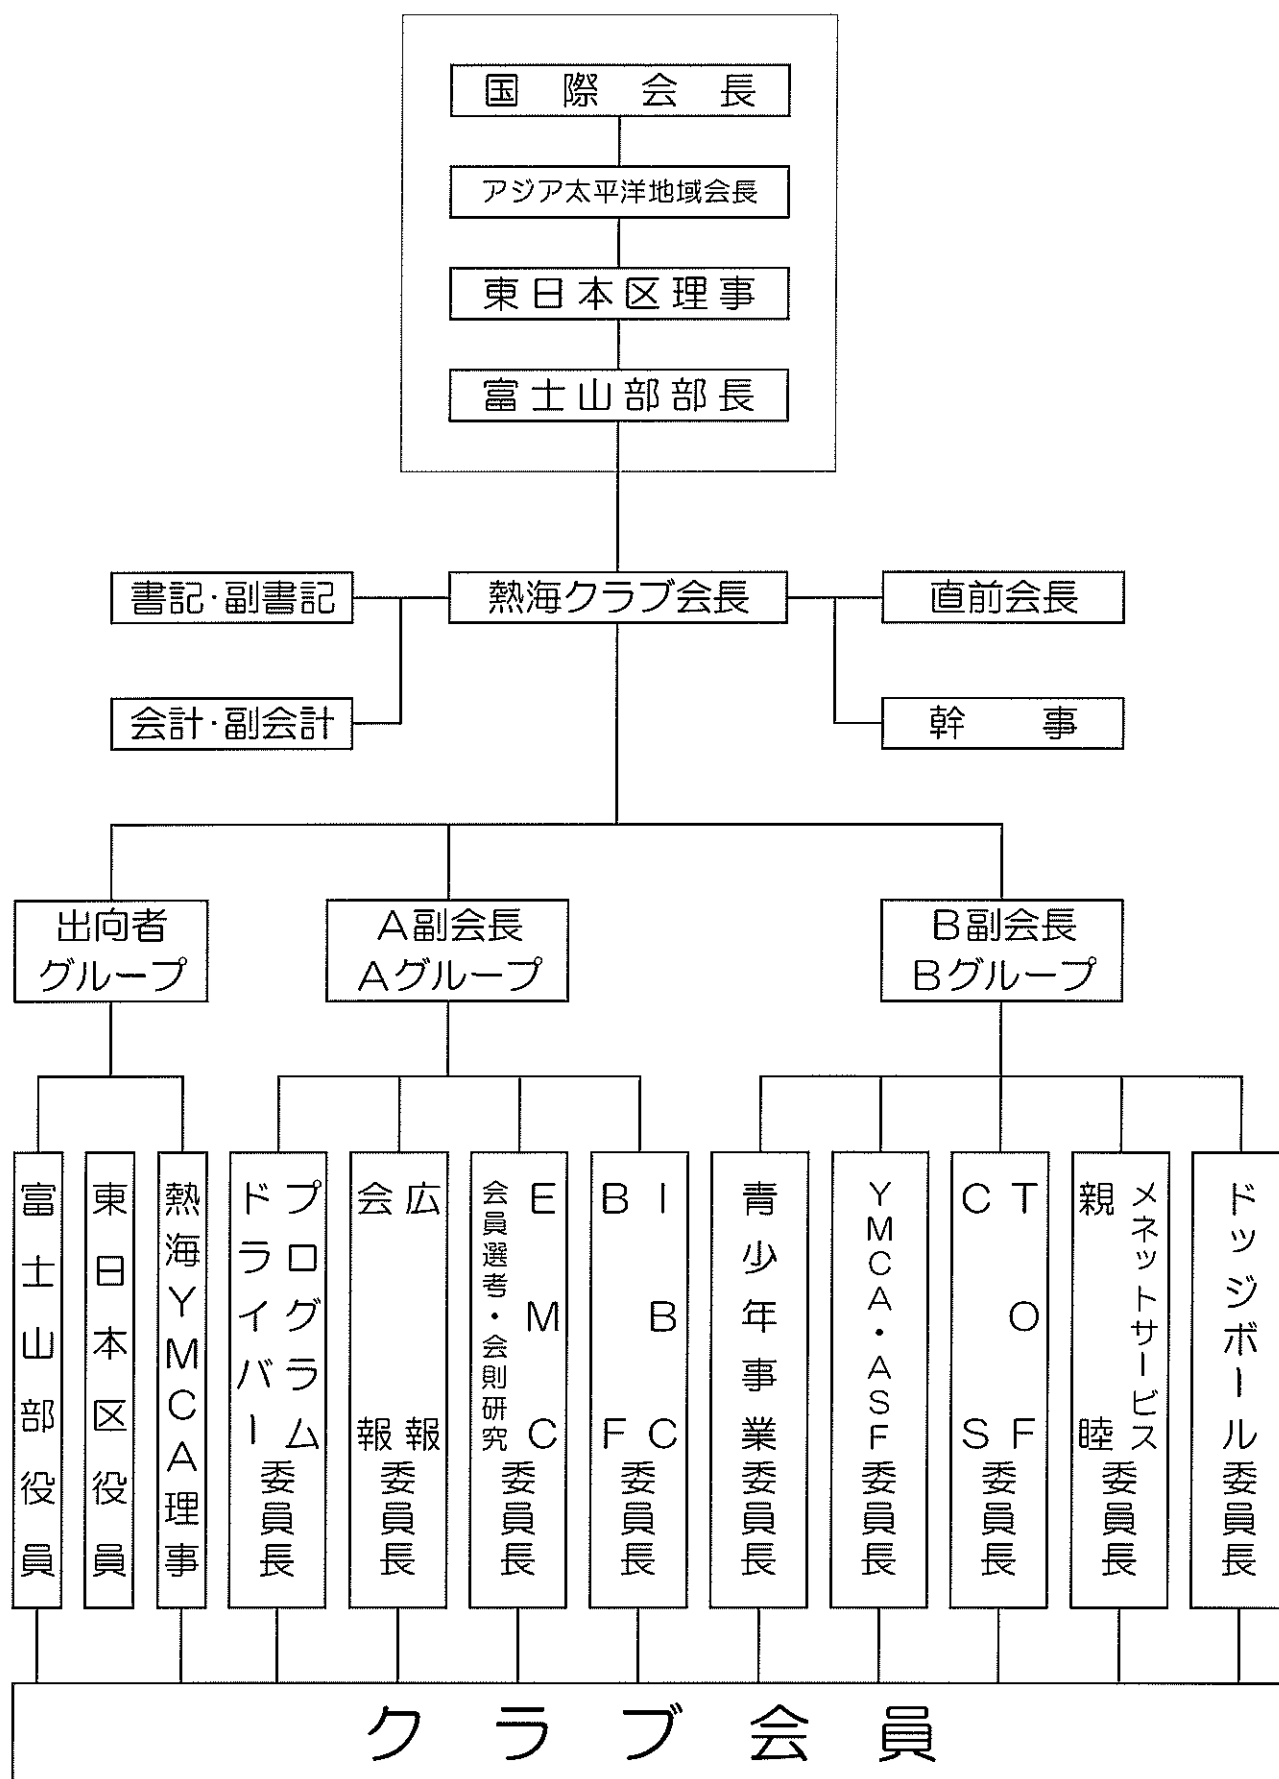 国際会長
アジア太平洋地域会長
東日本区理事
富士山部部長
書記・副書記
熱海クラブ会長
直前会長
会計・副会計
幹事
出向者
グループ
A副会長
Aグループ
B副会長
Bグループ
富士山部役員
東日本区役員
熱海YMCA理事
プログラム
ドライバー
委員長
広報
会報
委員長
EMC
会員選考・会則研究
委員長
IBC
BF
委員長
青少年事業委員長
YMCA・ASF
委員長
TOF
CS
委員長
メネットサービス
親睦
委員長
ドッジボール委員長
クラブ会員